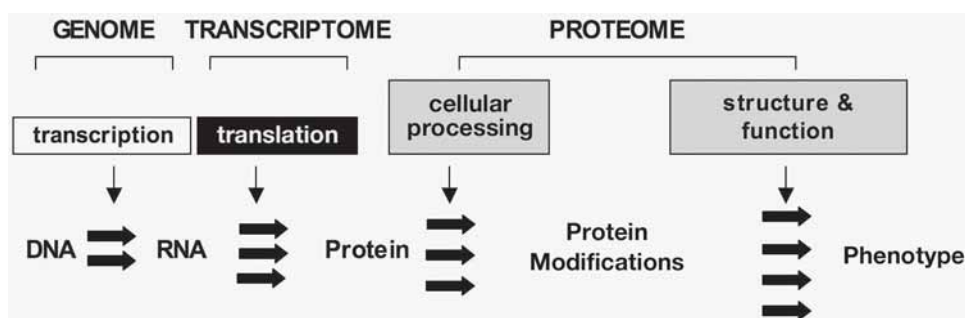 GENOME TRANSCRIPTOME PROTEOME
cellular processing
structure & function
transcription
translation
DNA RNA Protein Protein Modifications Phenotype